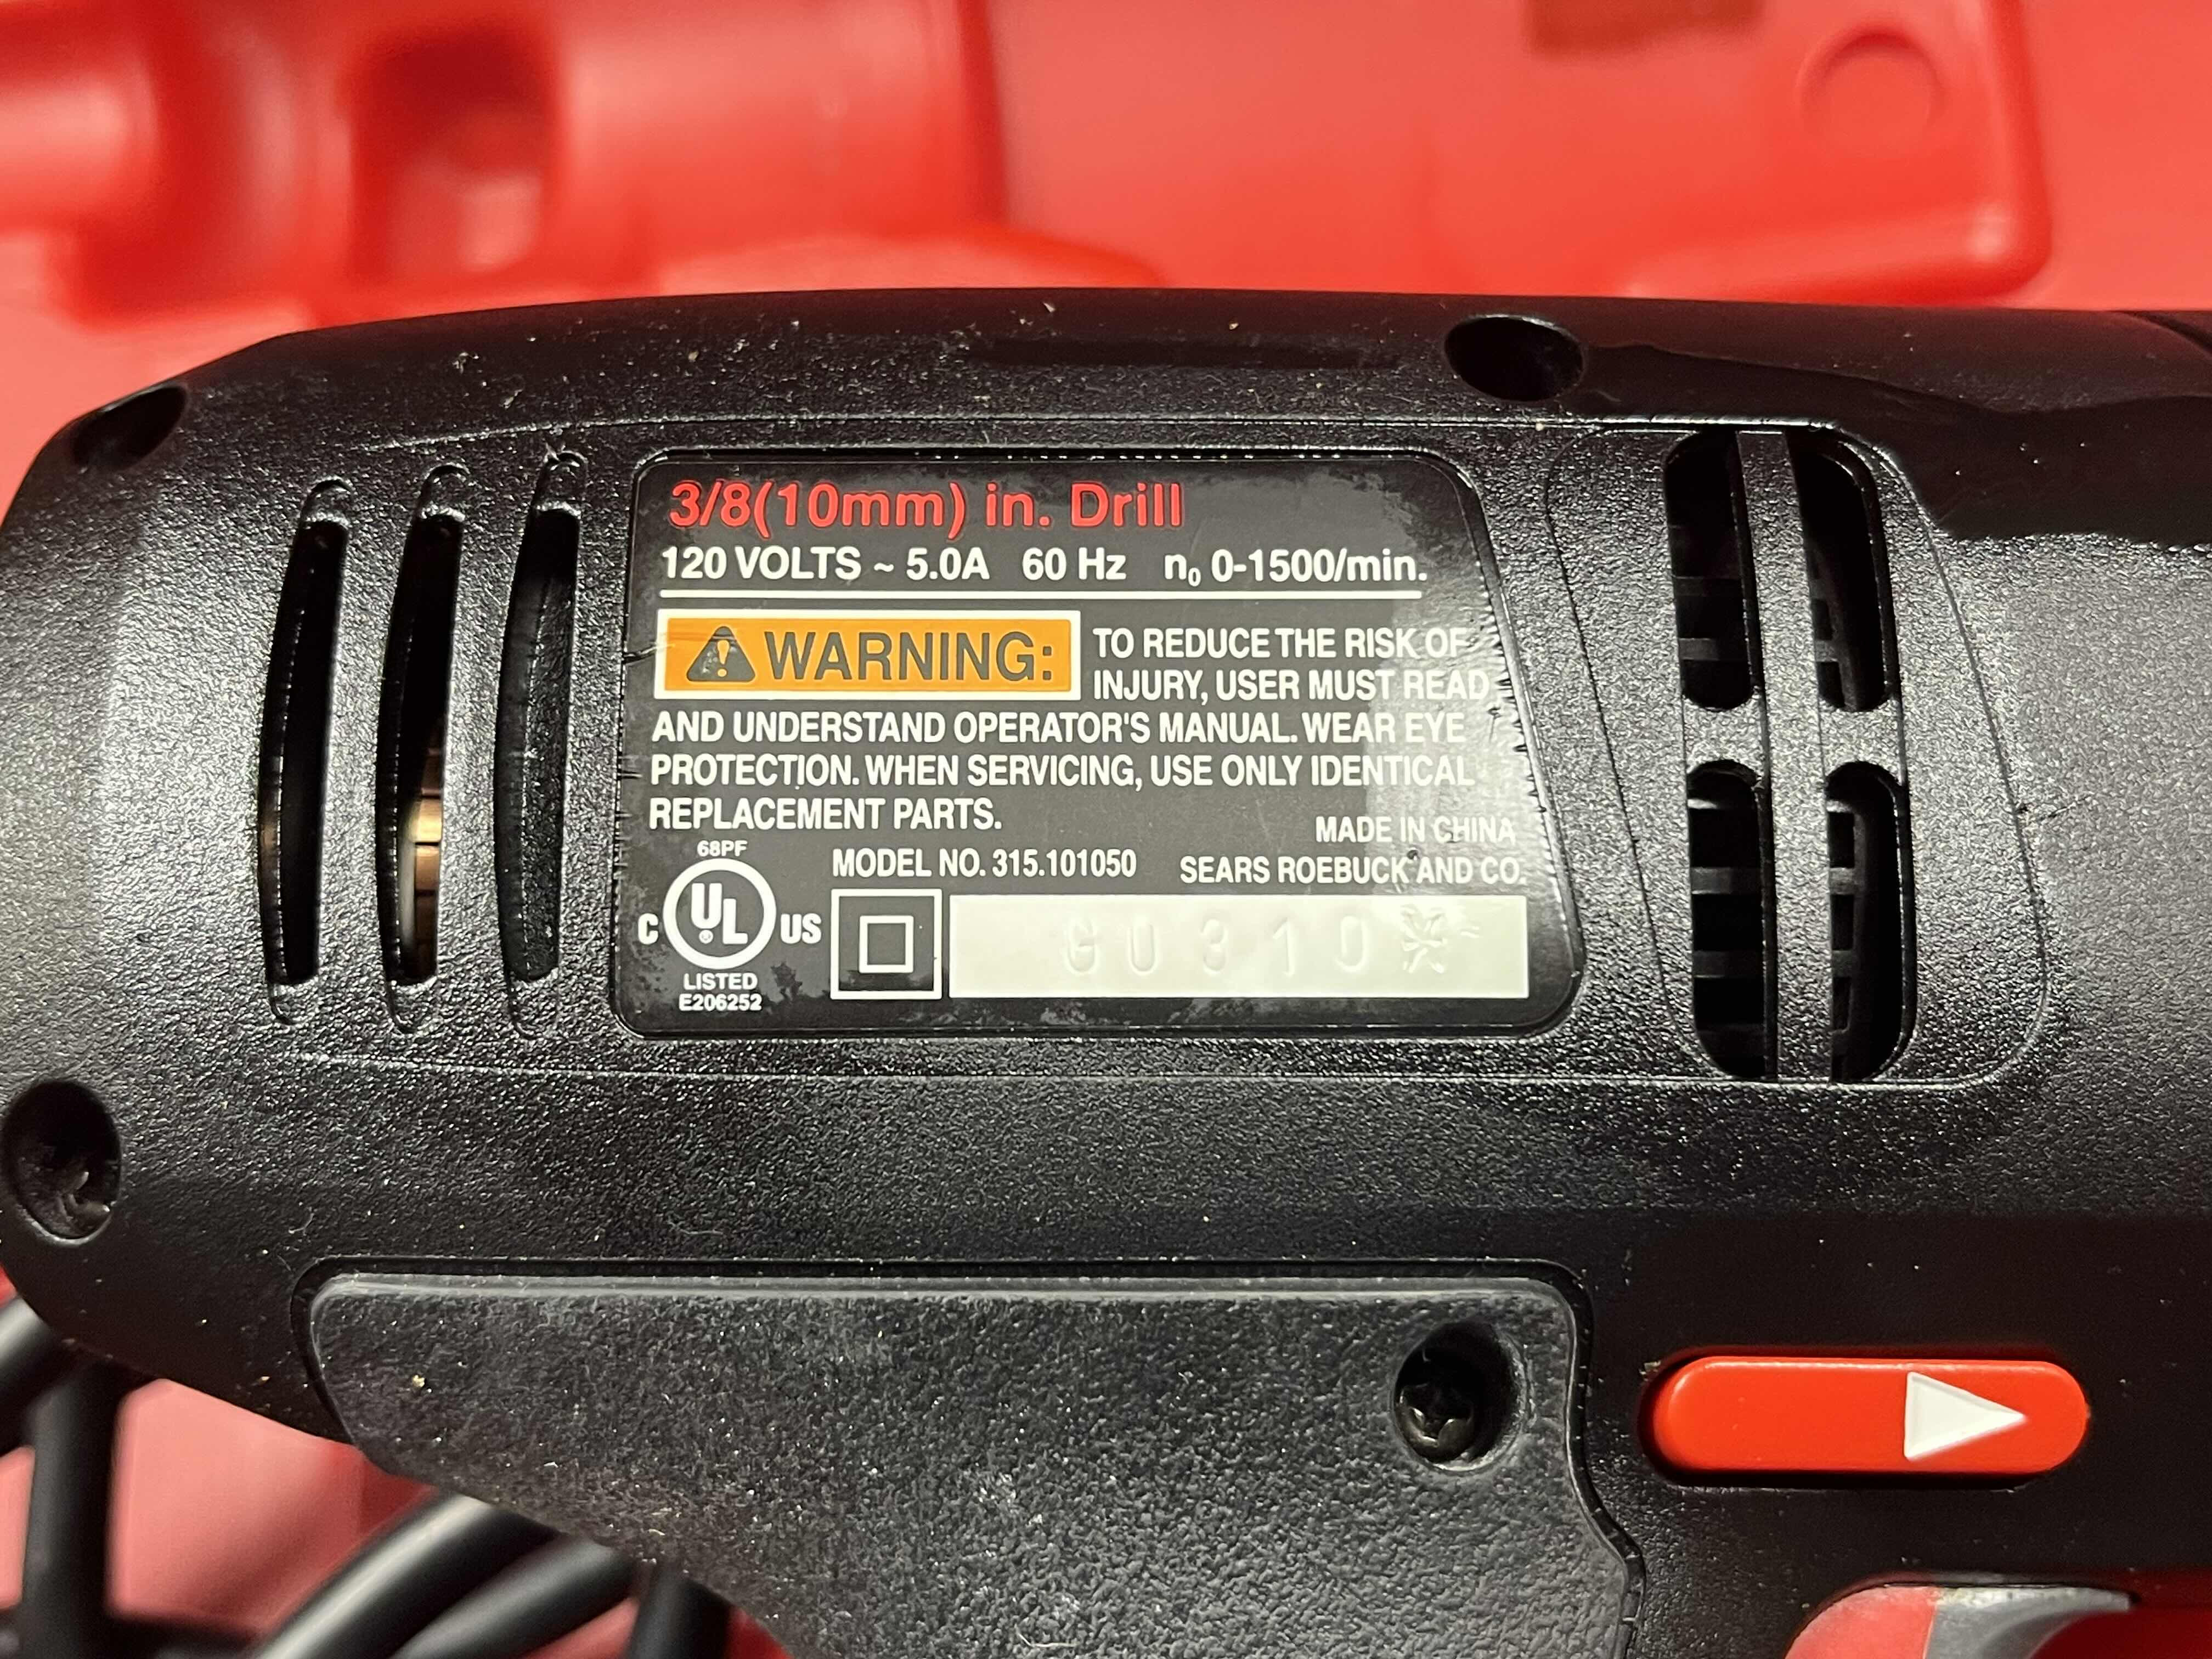 3/8(10mm) in. Drill
120 VOLTS ~ 5.0A 60 Hz n₀ 0-1500/min.
WARNING: TO REDUCE THE RISK OF
INJURY, USER MUST READ
AND UNDERSTAND OPERATOR'S MANUAL. WEAR EYE
PROTECTION. WHEN SERVICING, USE ONLY IDENTICAL
REPLACEMENT PARTS.
MADE IN CHINA
68PF
MODEL NO. 315.101050 SEARS ROEBUCK AND CO.
C UL® US
LISTED
E206252